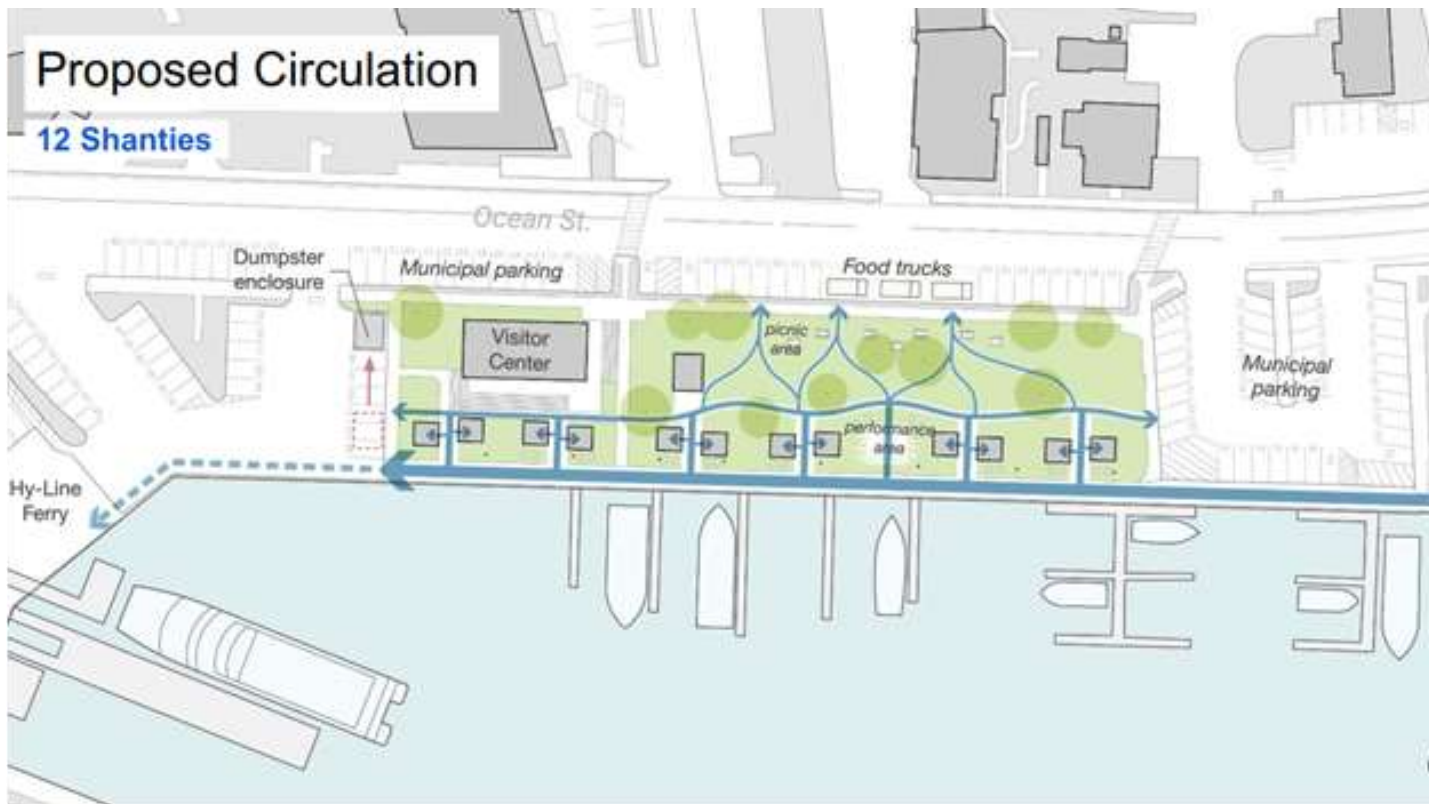 Proposed Circulation
12 Shanties
Ocean St.
Dumpster
enclosure
Municipal parking
Food trucks
Visitor
Center
picnic
area
Municipal
parking
performance
area
Hy-Line
Ferry